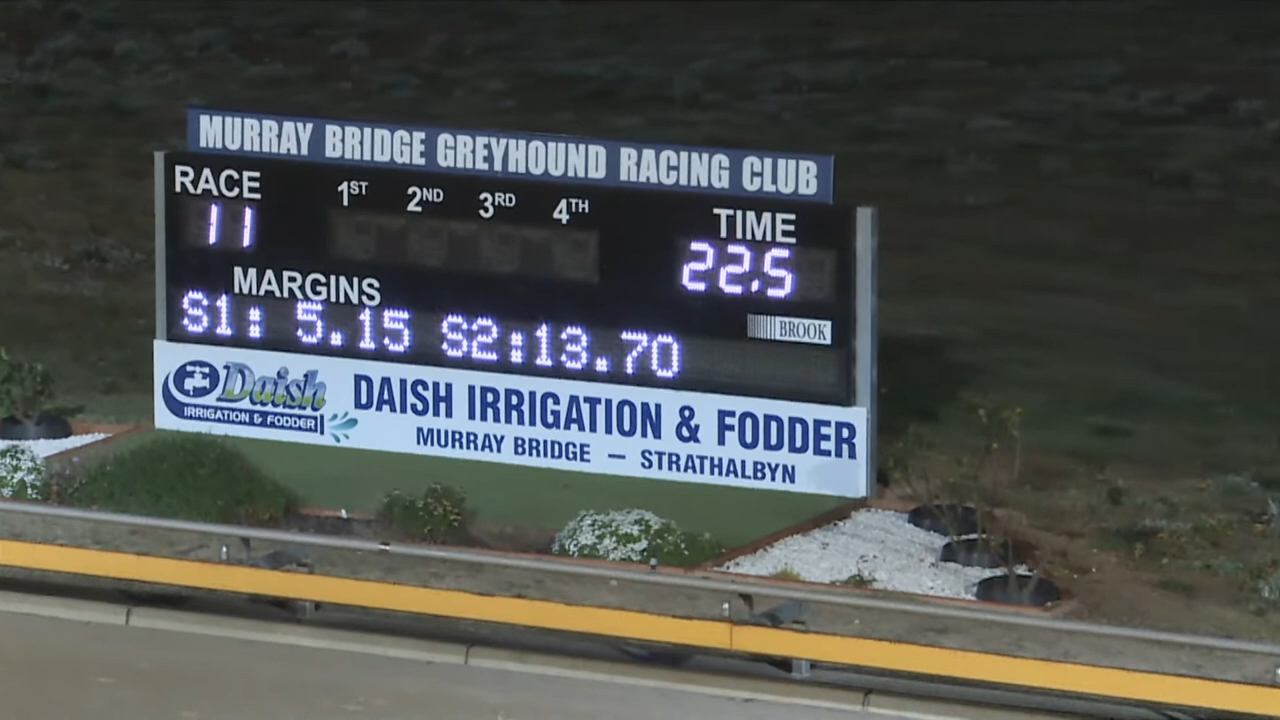 MURRAY BRIDGE GREYHOUND RACING CLUB
RACE 1ST 2ND 3RD 4TH TIME
11 22.5
MARGINS
S1: 5.15 S2:13.70
BROOK
Daish
IRRIGATION & FODDER
DAISH IRRIGATION & FODDER
MURRAY BRIDGE — STRATHALBYN